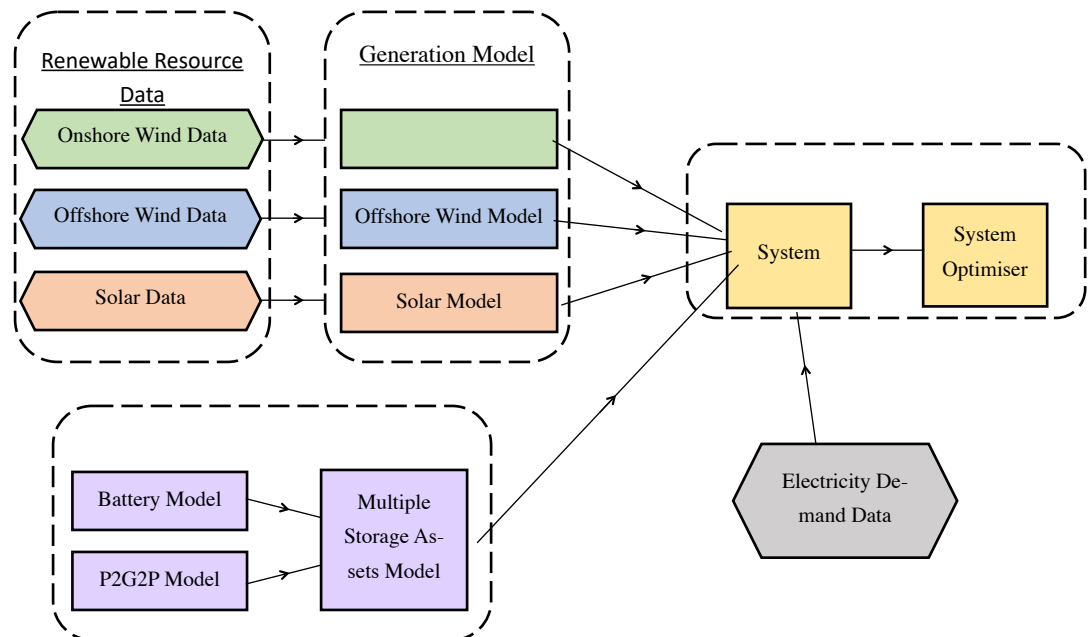 Renewable Resource
Data
Onshore Wind Data
Offshore Wind Data
Solar Data
Generation Model
Offshore Wind Model
Solar Model
System
System
Optimiser
Battery Model
P2G2P Model
Multiple
Storage As-
sets Model
Electricity De-
mand Data